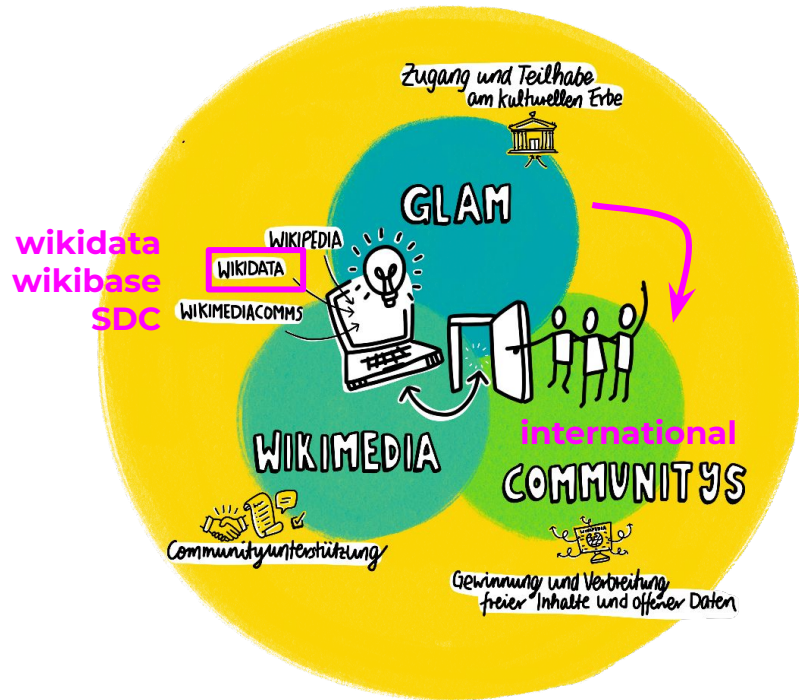 Zugang und Teilhabe
am kulturellen Erbe
GLAM
wikidata
wikibase
SDC
WIKIPEDIA
WIKIDATA
WIKIMEDIACOMMS
WIKIMEDIA
international
COMMUNITYS
Communityunterstützung
WIKIPEDIA
Gewinnung und Verbreitung
freier Inhalte und offener Daten